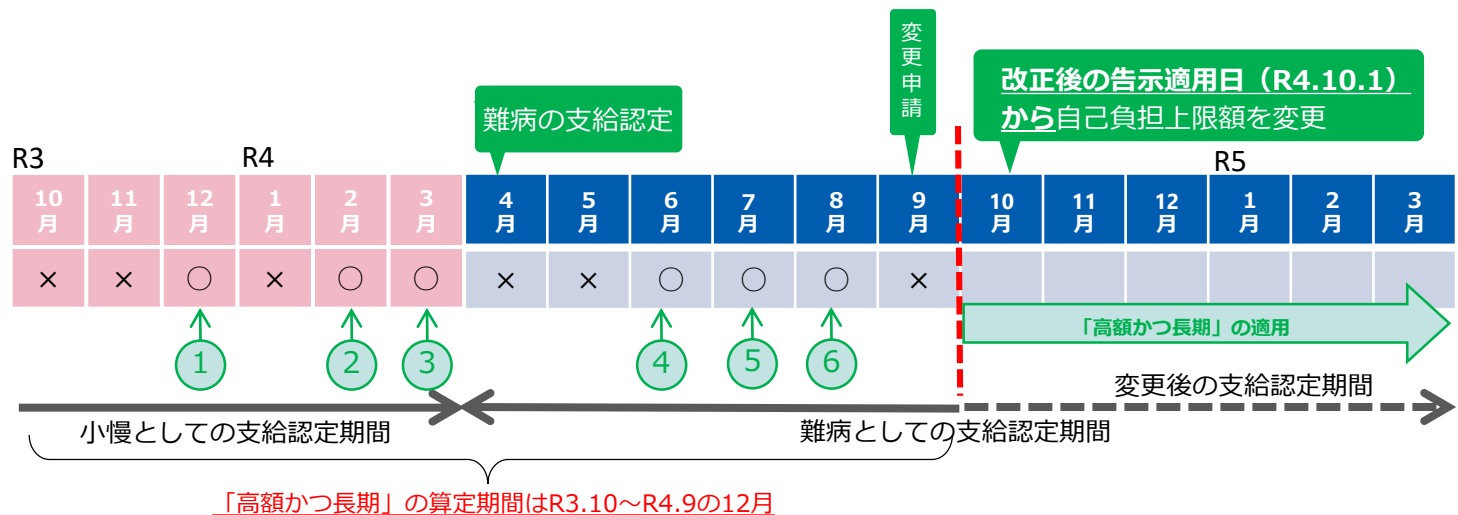 変更申請
難病の支給認定
改正後の告示適用日（R4.10.1）
から自己負担上限額を変更
R3 R4 R5
10月 11月 12月 1月 2月 3月 4月 5月 6月 7月 8月 9月 10月 11月 12月 1月 2月 3月
× × ○ × ○ ○ × × ○ ○ ○ ×
「高額かつ長期」の適用
1 2 3 4 5 6
変更後の支給認定期間
小慢としての支給認定期間 難病としての支給認定期間
「高額かつ長期」の算定期間はR3.10～R4.9の12月